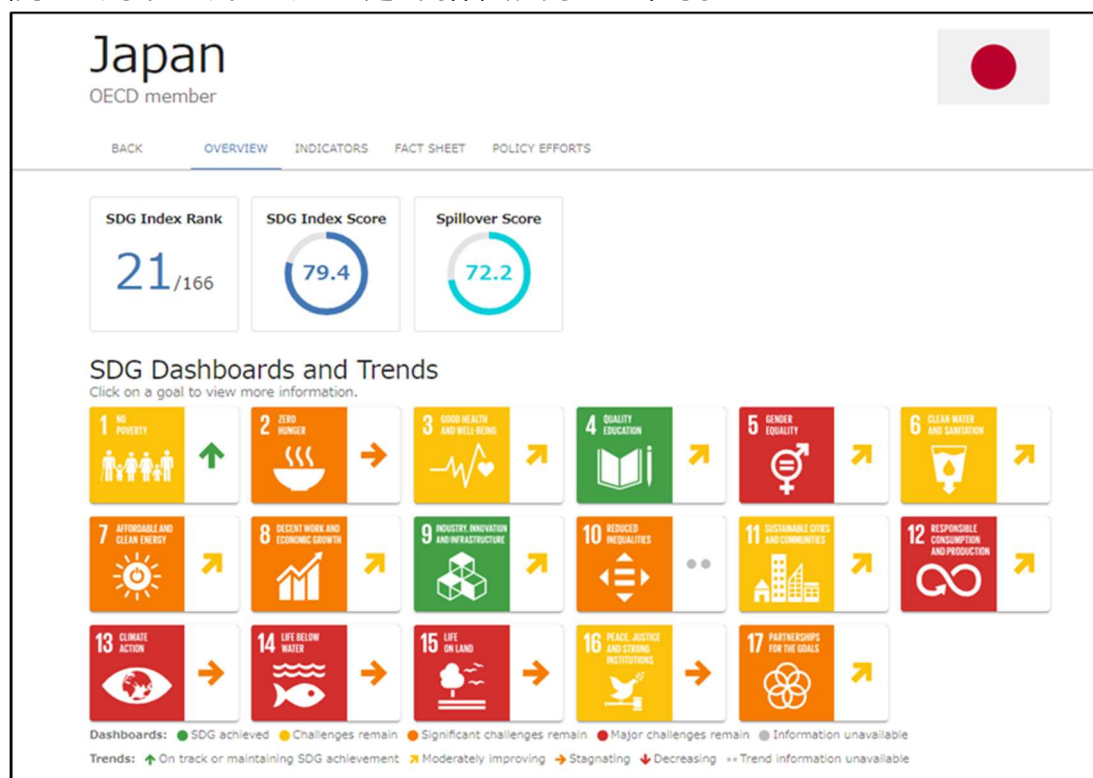 Japan
OECD member
BACK OVERVIEW INDICATORS FACT SHEET POLICY EFFORTS
SDG Index Rank
21/166
SDG Index Score
79.4
Spillover Score
72.2
SDG Dashboards and Trends
Click on a goal to view more information.
1 NO
POVERTY
2 ZERO
HUNGER
3 GOOD HEALTH
AND WELL-BEING
4 QUALITY
EDUCATION
5 GENDER
EQUALITY
6 CLEAN WATER
AND SANITATION
7 AFFORDABLE AND
CLEAN ENERGY
8 DECENT WORK AND
ECONOMIC GROWTH
9 INDUSTRY, INNOVATION
AND INFRASTRUCTURE
10 REDUCED
INEQUALITIES
11 SUSTAINABLE CITIES
AND COMMUNITIES
12 RESPONSIBLE
CONSUMPTION
AND PRODUCTION
13 CLIMATE
ACTION
14 LIFE BELOW
WATER
15 LIFE
ON LAND
16 PEACE, JUSTICE
AND STRONG
INSTITUTIONS
17 PARTNERSHIPS
FOR THE GOALS
Dashboards: SDG achieved Challenges remain Significant challenges remain Major challenges remain Information unavailable
Trends: On track or maintaining SDG achievement Moderately improving Stagnating Decreasing Trend information unavailable